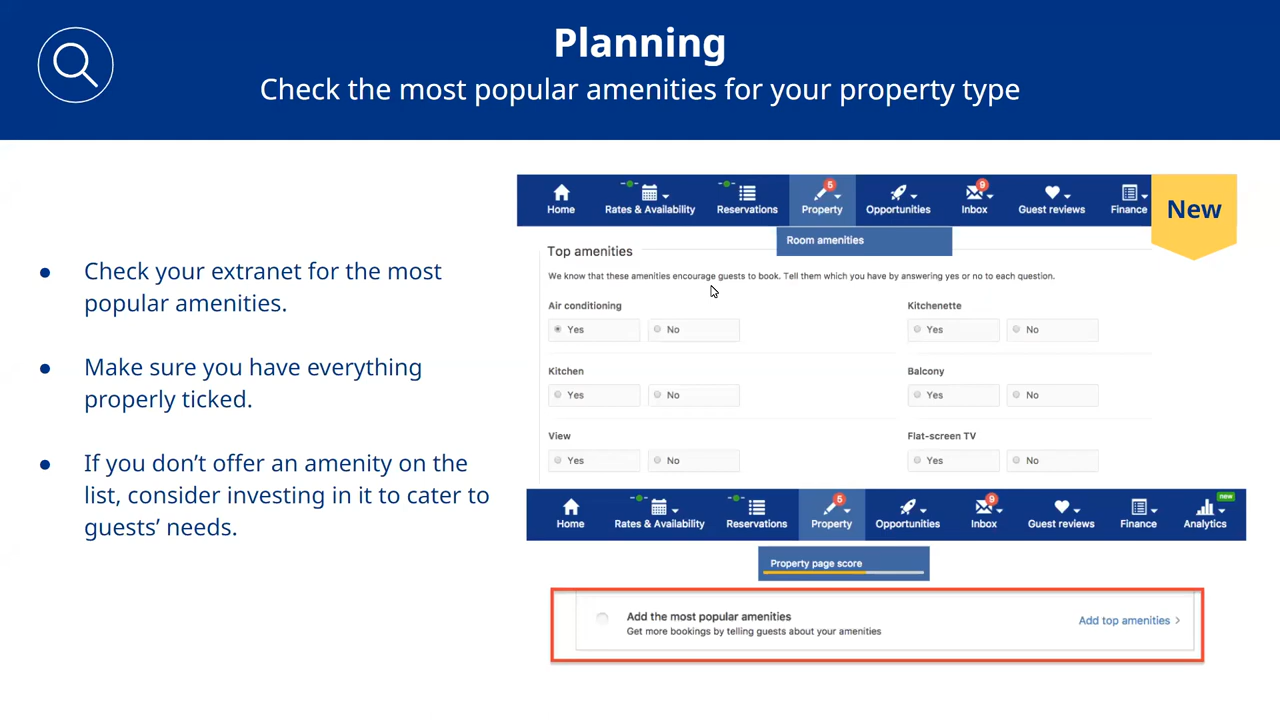 Planning
Check the most popular amenities for your property type
● Check your extranet for the most
popular amenities.
● Make sure you have everything
properly ticked.
● If you don’t offer an amenity on the
list, consider investing in it to cater to
guests’ needs.
5
9
Home Rates & Availability Reservations Property Opportunities Inbox Guest reviews Finance
New
Room amenities
Top amenities
We know that these amenities encourage guests to book. Tell them which you have by answering yes or no to each question.
Air conditioning Kitchenette
Yes No Yes No
Kitchen Balcony
Yes No Yes No
View Flat-screen TV
Yes No Yes No
5
9
new
Home Rates & Availability Reservations Property Opportunities Inbox Guest reviews Finance Analytics
Property page score
Add the most popular amenities
Get more bookings by telling guests about your amenities
Add top amenities >